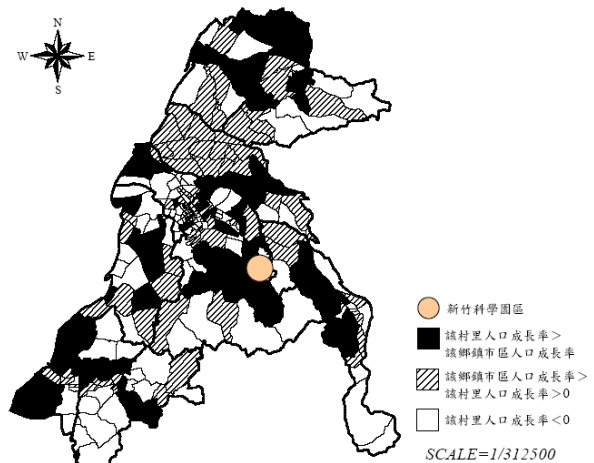 N
W E
S
新竹科學園區
該村里人口成長率＞
該鄉鎮市區人口成長率
該鄉鎮市區人口成長率＞
該村里人口成長率＞0
該村里人口成長率＜0
SCALE=1/312500